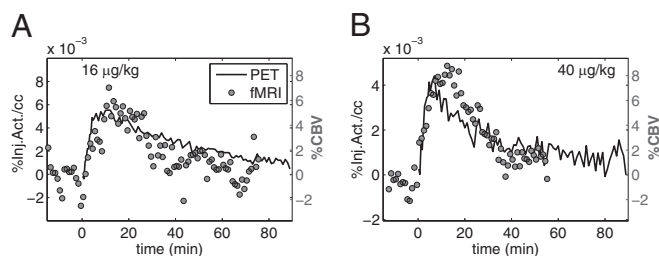 A
x 10⁻³
16 µg/kg
PET
fMRI
%Inj.Act./cc
8
6
4
2
0
−2
8
6
4
2
0
−2
%CBV
0 20 40 60 80
time (min)
B
x 10⁻³
40 µg/kg
%Inj.Act./cc
4
2
0
−2
8
6
4
2
0
−2
%CBV
0 20 40 60 80
time (min)